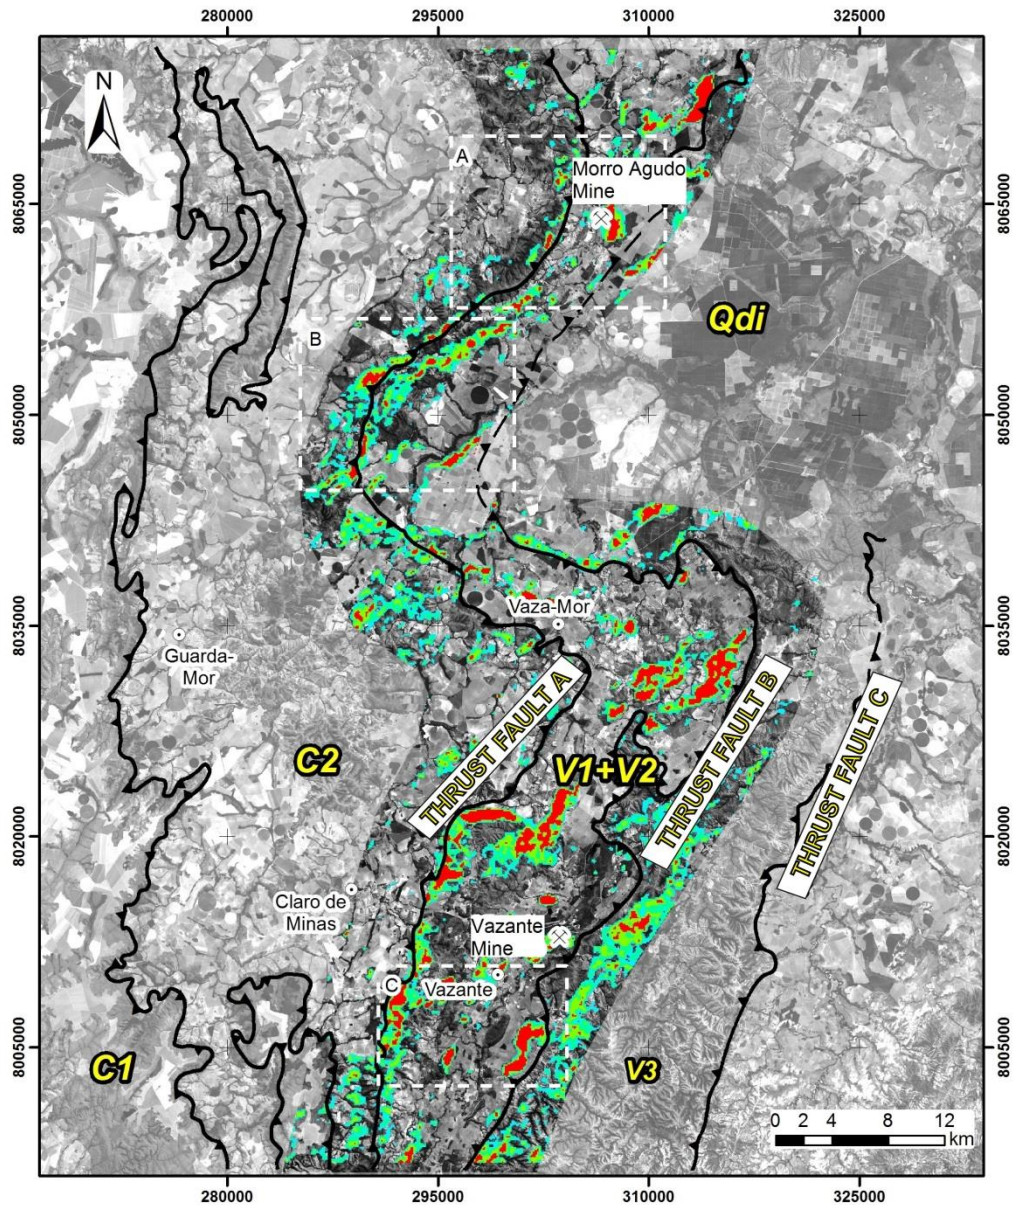 280000 295000 310000 325000
N
A
Morro Agudo
Mine
8065000
8065000
Qdi
B
8050000
8050000
Vaza-Mor
8035000
8035000
Guarda-
Mor
THRUST FAULT A
THRUST FAULT B
THRUST FAULT C
C2
V1+V2
8020000
8020000
Claro de
Minas
Vazante
Mine
C
Vazante
8005000
8005000
C1
V3
0 2 4 8 12
km
280000 295000 310000 325000